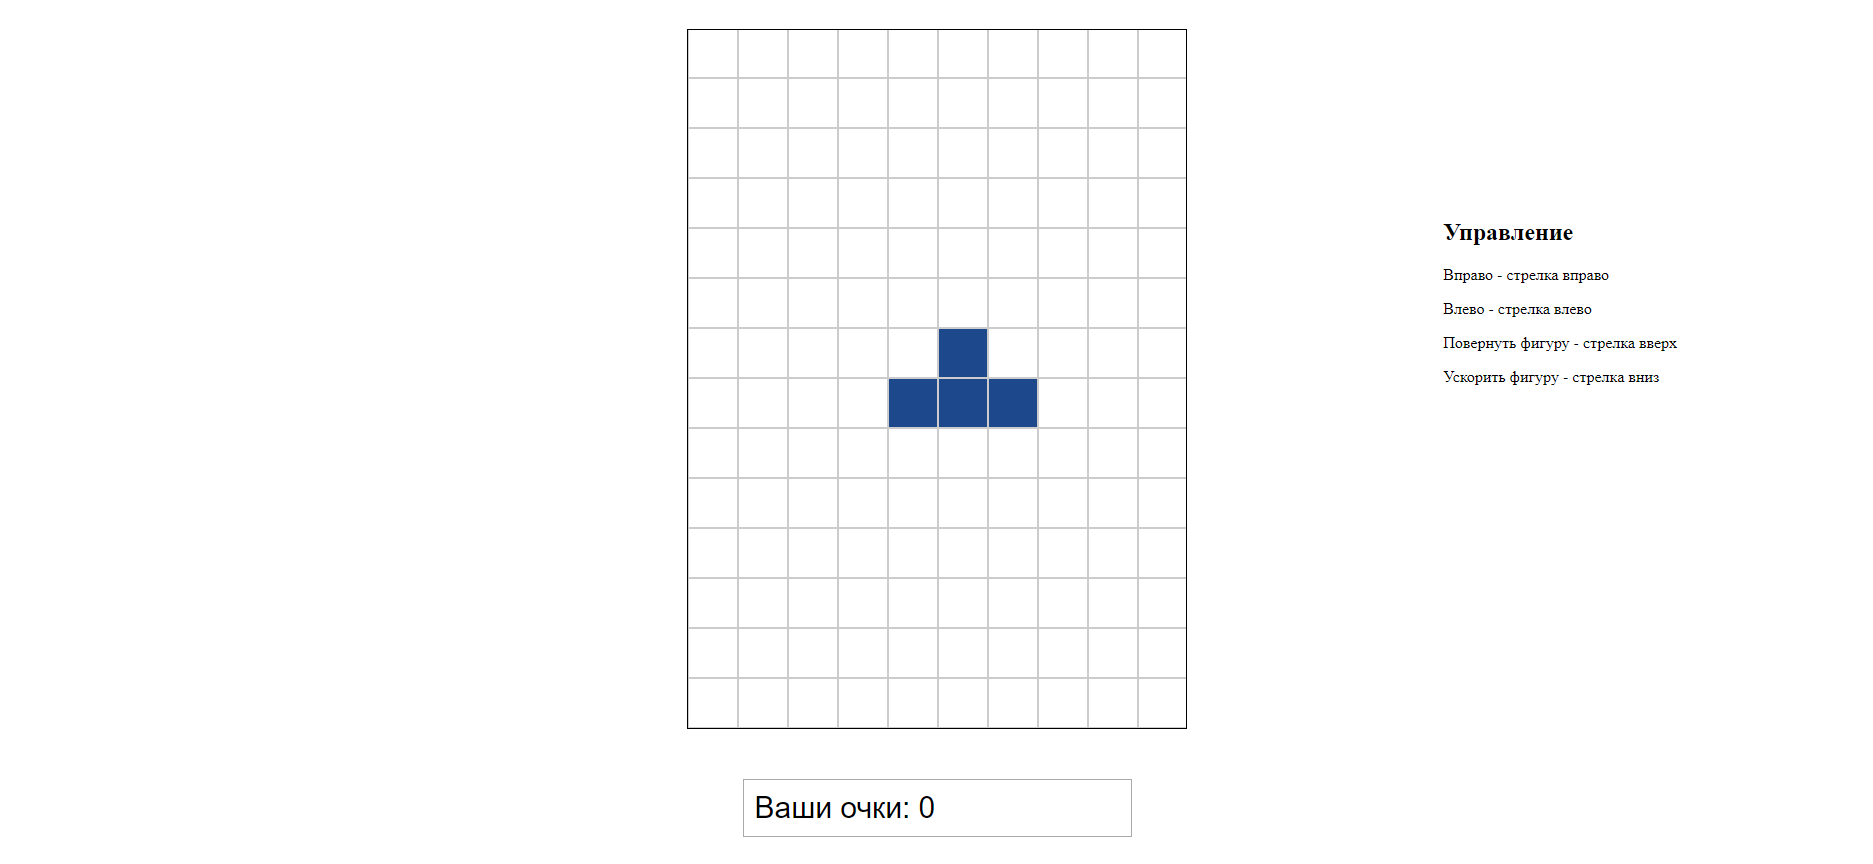 Управление
Вправо - стрелка вправо
Влево - стрелка влево
Повернуть фигуру - стрелка вверх
Ускорить фигуру - стрелка вниз
Ваши очки: 0